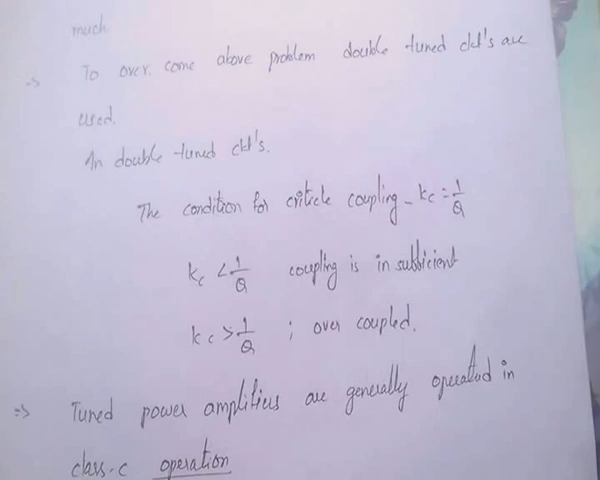 much.
⇒ To over come above problem double tuned ckt's are
used.
In double tuned ckt's.
The condition for criticle coupling - kc = 1/Q
kc < 1/Q coupling is in sufficient
kc > 1/Q ; over coupled.
⇒ Tuned power amplifiers are generally operated in
class-c operation